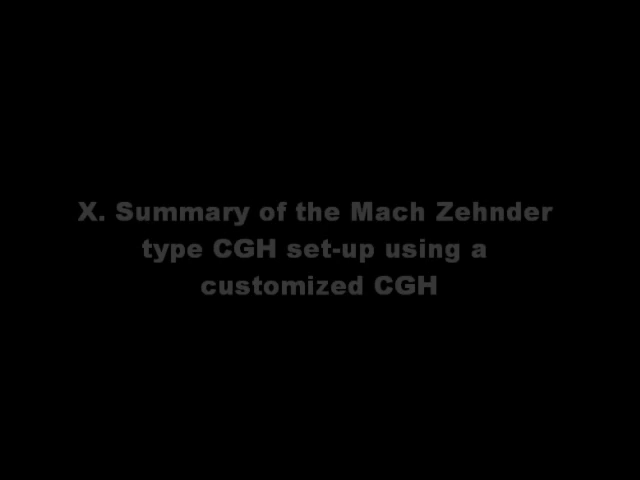 X. Summary of the Mach Zehnder
type CGH set-up using a
customized CGH